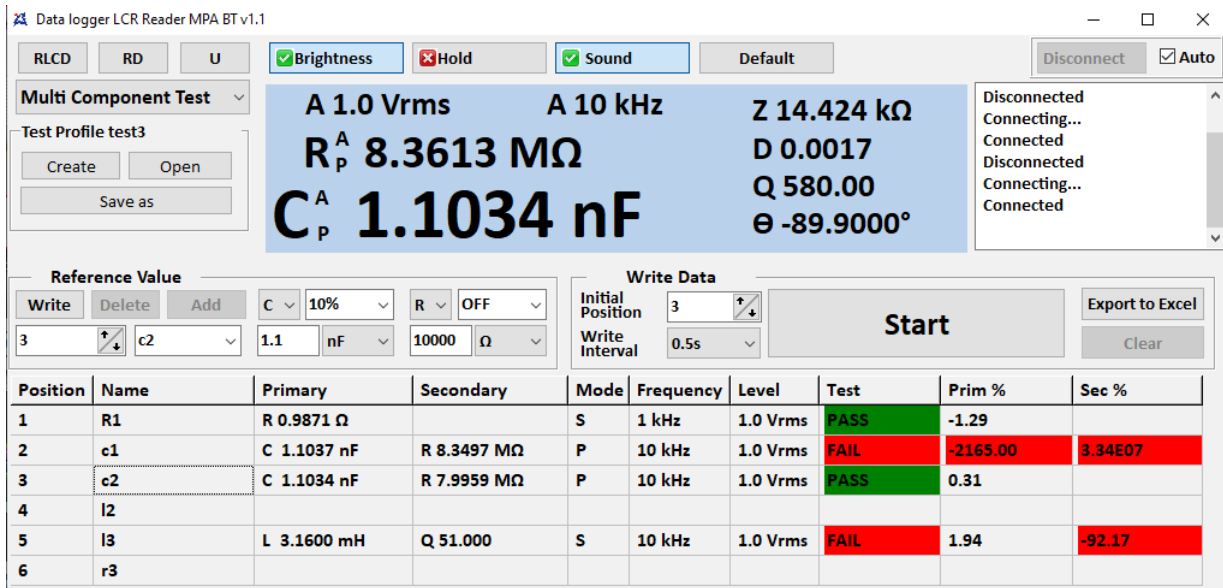 Data logger LCR Reader MPA BT v1.1
RLCD RD U Brightness Hold Sound Default Disconnect Auto
Multi Component Test
Test Profile test3
Create Open
Save as
A 1.0 Vrms A 10 kHz
R A P 8.3613 MΩ
C A P 1.1034 nF
Z 14.424 kΩ
D 0.0017
Q 580.00
Θ -89.9000°
Disconnected
Connecting...
Connected
Disconnected
Connecting...
Connected
Reference Value
Write Delete Add C 10% R OFF
3 c2 1.1 nF 10000 Ω
Write Data
Initial Position 3
Write Interval 0.5s
Start
Export to Excel
Clear
Position Name Primary Secondary Mode Frequency Level Test Prim % Sec %
1 R1 R 0.9871 Ω S 1 kHz 1.0 Vrms PASS -1.29
2 c1 C 1.1037 nF R 8.3497 MΩ P 10 kHz 1.0 Vrms FAIL -2165.00 3.34E07
3 c2 C 1.1034 nF R 7.9959 MΩ P 10 kHz 1.0 Vrms PASS 0.31
4 l2
5 l3 L 3.1600 mH Q 51.000 S 10 kHz 1.0 Vrms FAIL 1.94 -92.17
6 r3